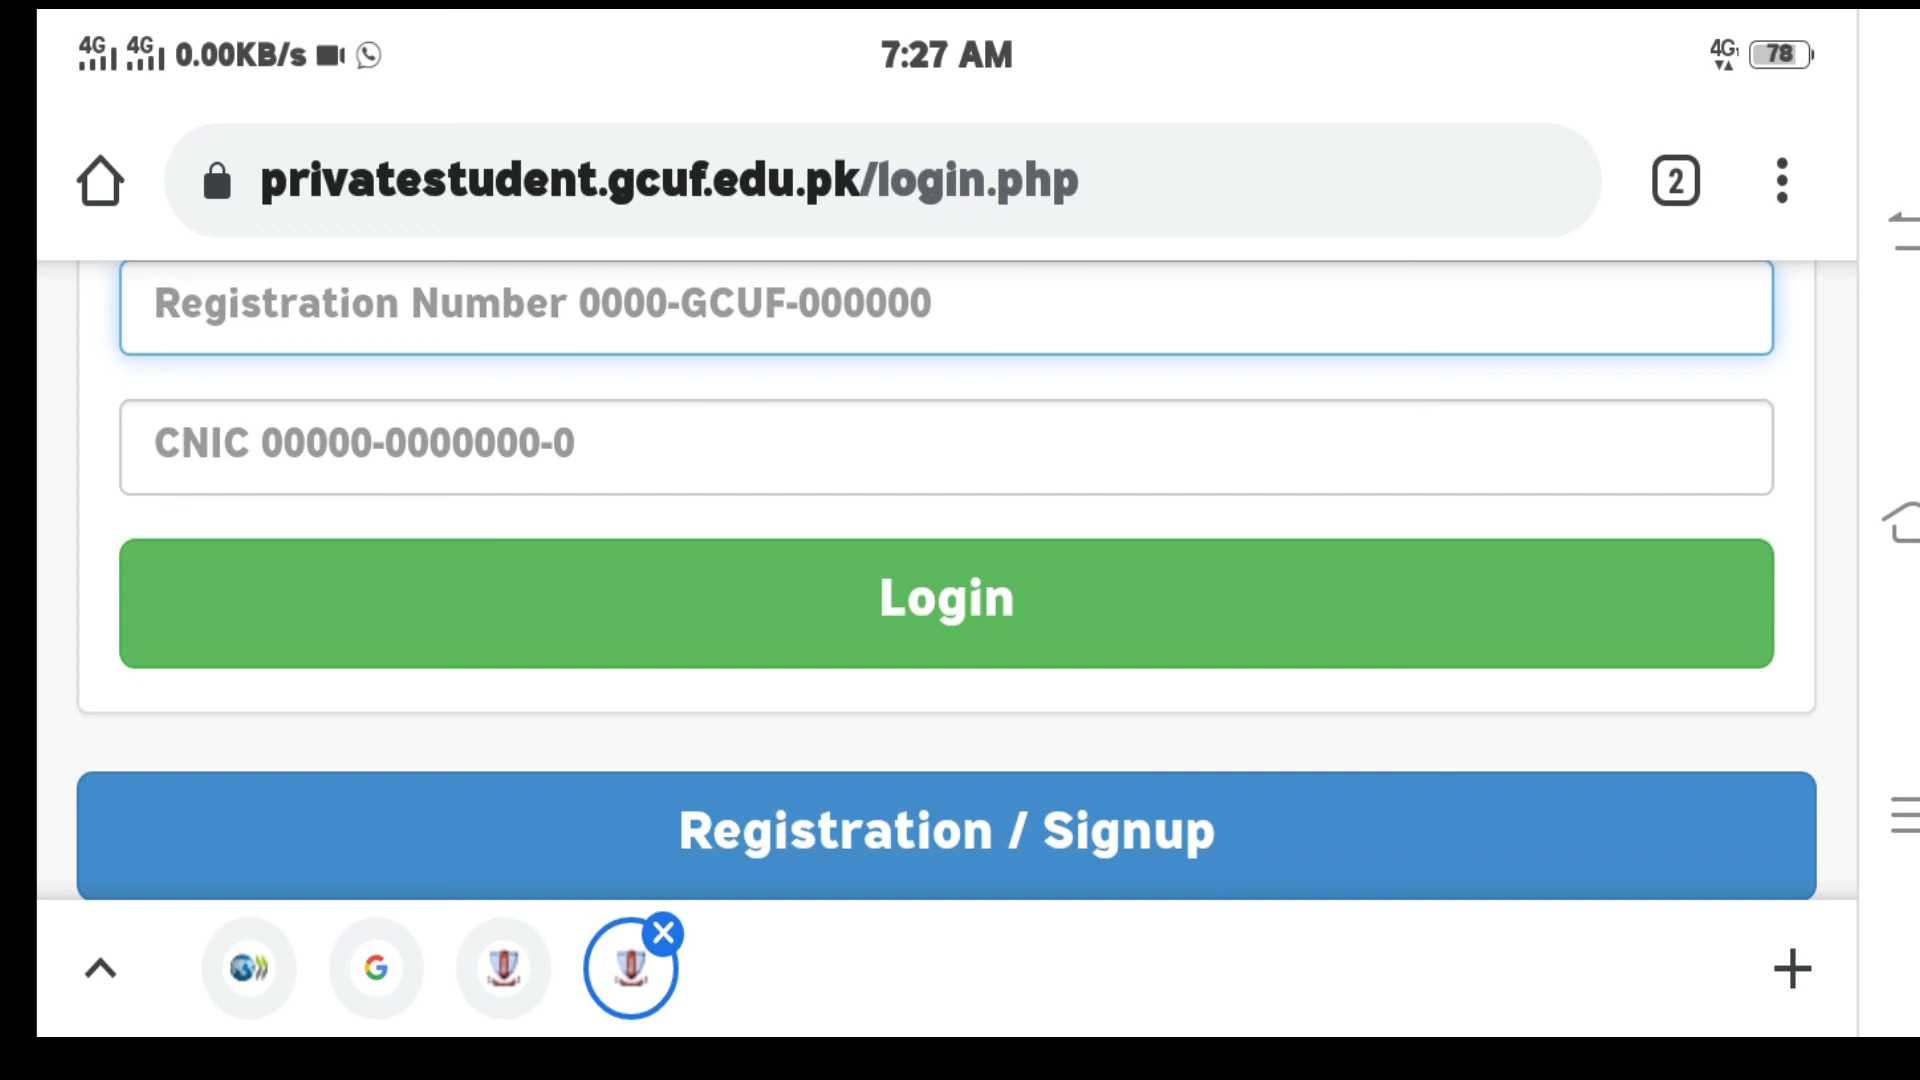 4G 4G 0.00KB/s 7:27 AM 4G 78
privatestudent.gcuf.edu.pk/login.php 2
Registration Number 0000-GCUF-000000
CNIC 00000-0000000-0
Login
Registration / Signup
G